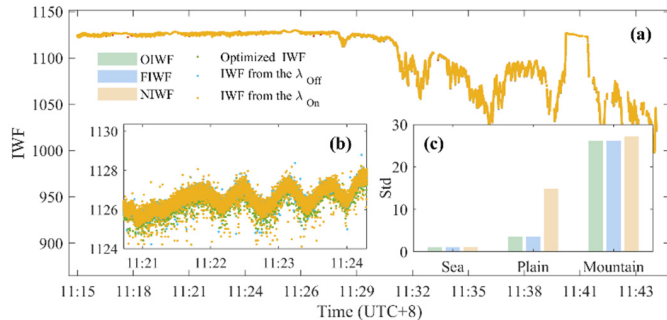 1150
(a)
OIWF
Optimized IWF
1100
FIWF
IWF from the λ Off
NIWF
IWF from the λ On
1050
IWF
1130
(b)
30
(c)
1000
1128
20
Std
950
1126
10
900
1124
0
11:21
11:22
11:23
11:24
Sea
Plain
Mountain
11:15
11:18
11:21
11:24
11:26
11:29
11:32
11:35
11:38
11:41
11:43
Time (UTC+8)